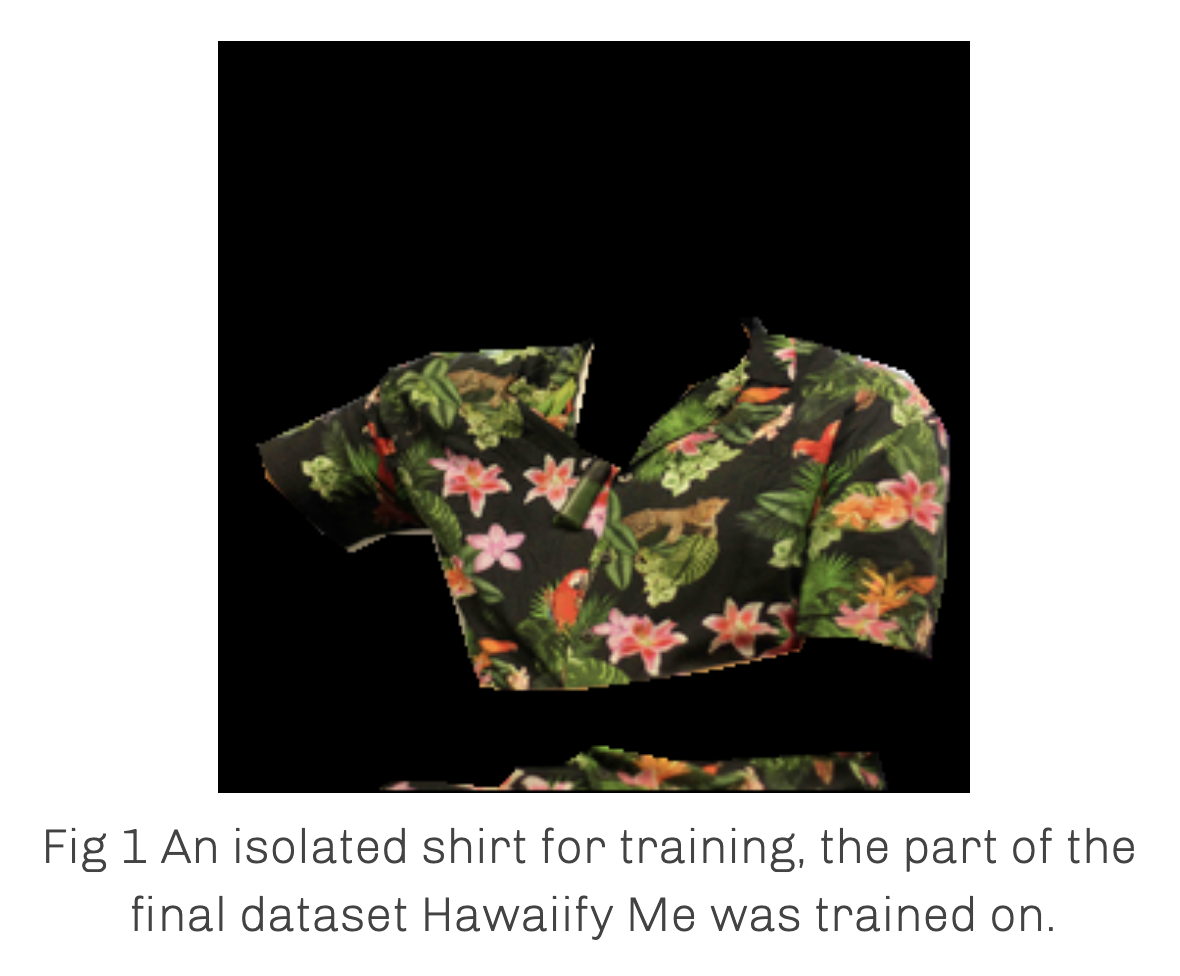 Fig 1 An isolated shirt for training, the part of the
final dataset Hawaiify Me was trained on.